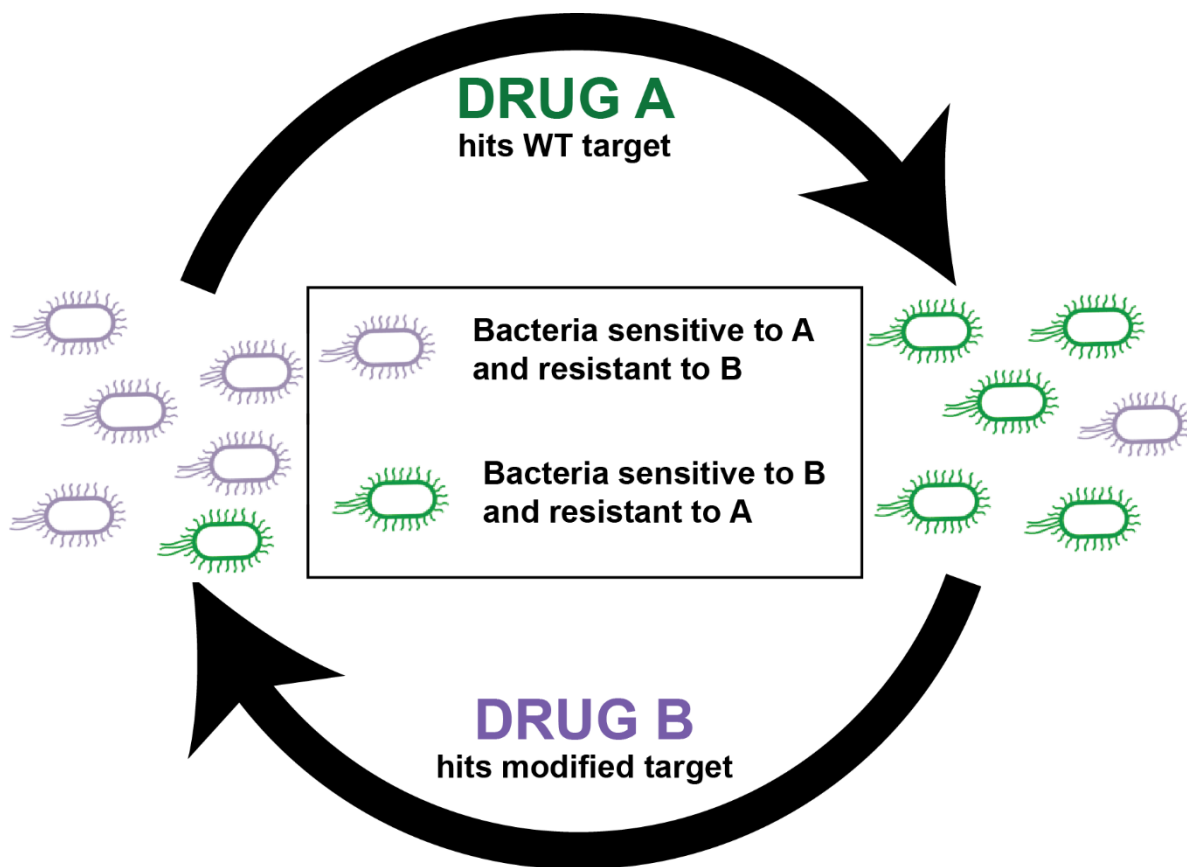 DRUG A
hits WT target
Bacteria sensitive to A
and resistant to B
Bacteria sensitive to B
and resistant to A
DRUG B
hits modified target